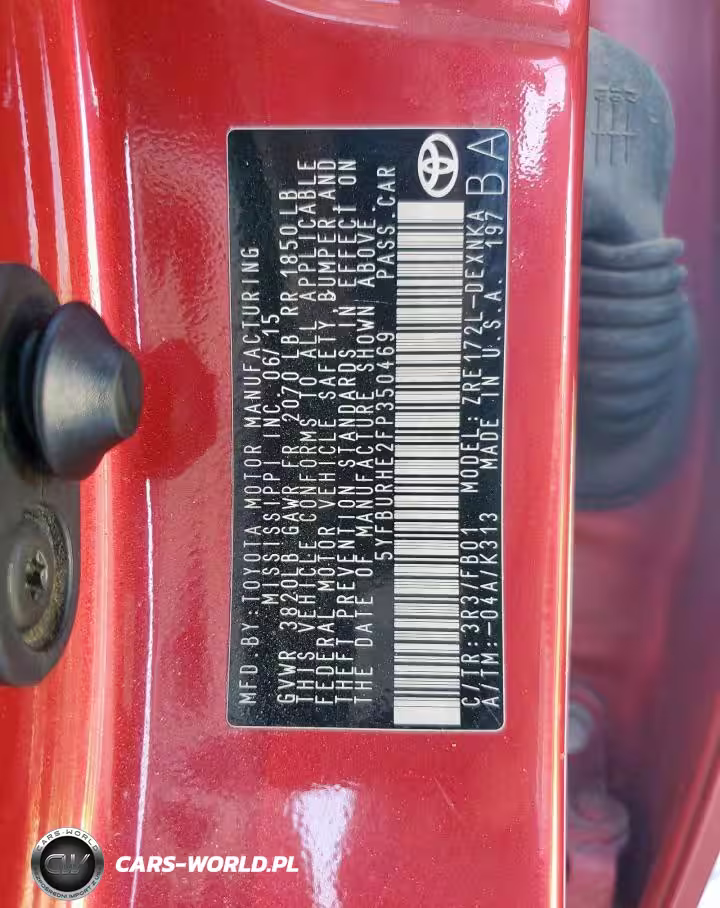 MFD.BY:TOYOTA MOTOR MANUFACTURING
MISSISSIPPI INC. 06/15
GVWR 3820LB GAWR FR 2070 LB RR 1850LB
THIS VEHICLE CONFORMS TO ALL APPLICABLE
FEDERAL MOTOR VEHICLE SAFETY, BUMPER AND
THEFT PREVENTION STANDARDS IN EFFECT ON
THE DATE OF MANUFACTURE SHOWN ABOVE.
5YFBURHE2FP350469 PASS.CAR
C/TR:3R3/FB01 MODEL:ZRE172L-DEXNKA
A/TM:-04A/K313 MADE IN U.S.A. 197 BA
CARS-WORLD.PL
CARS-WORLD
CW